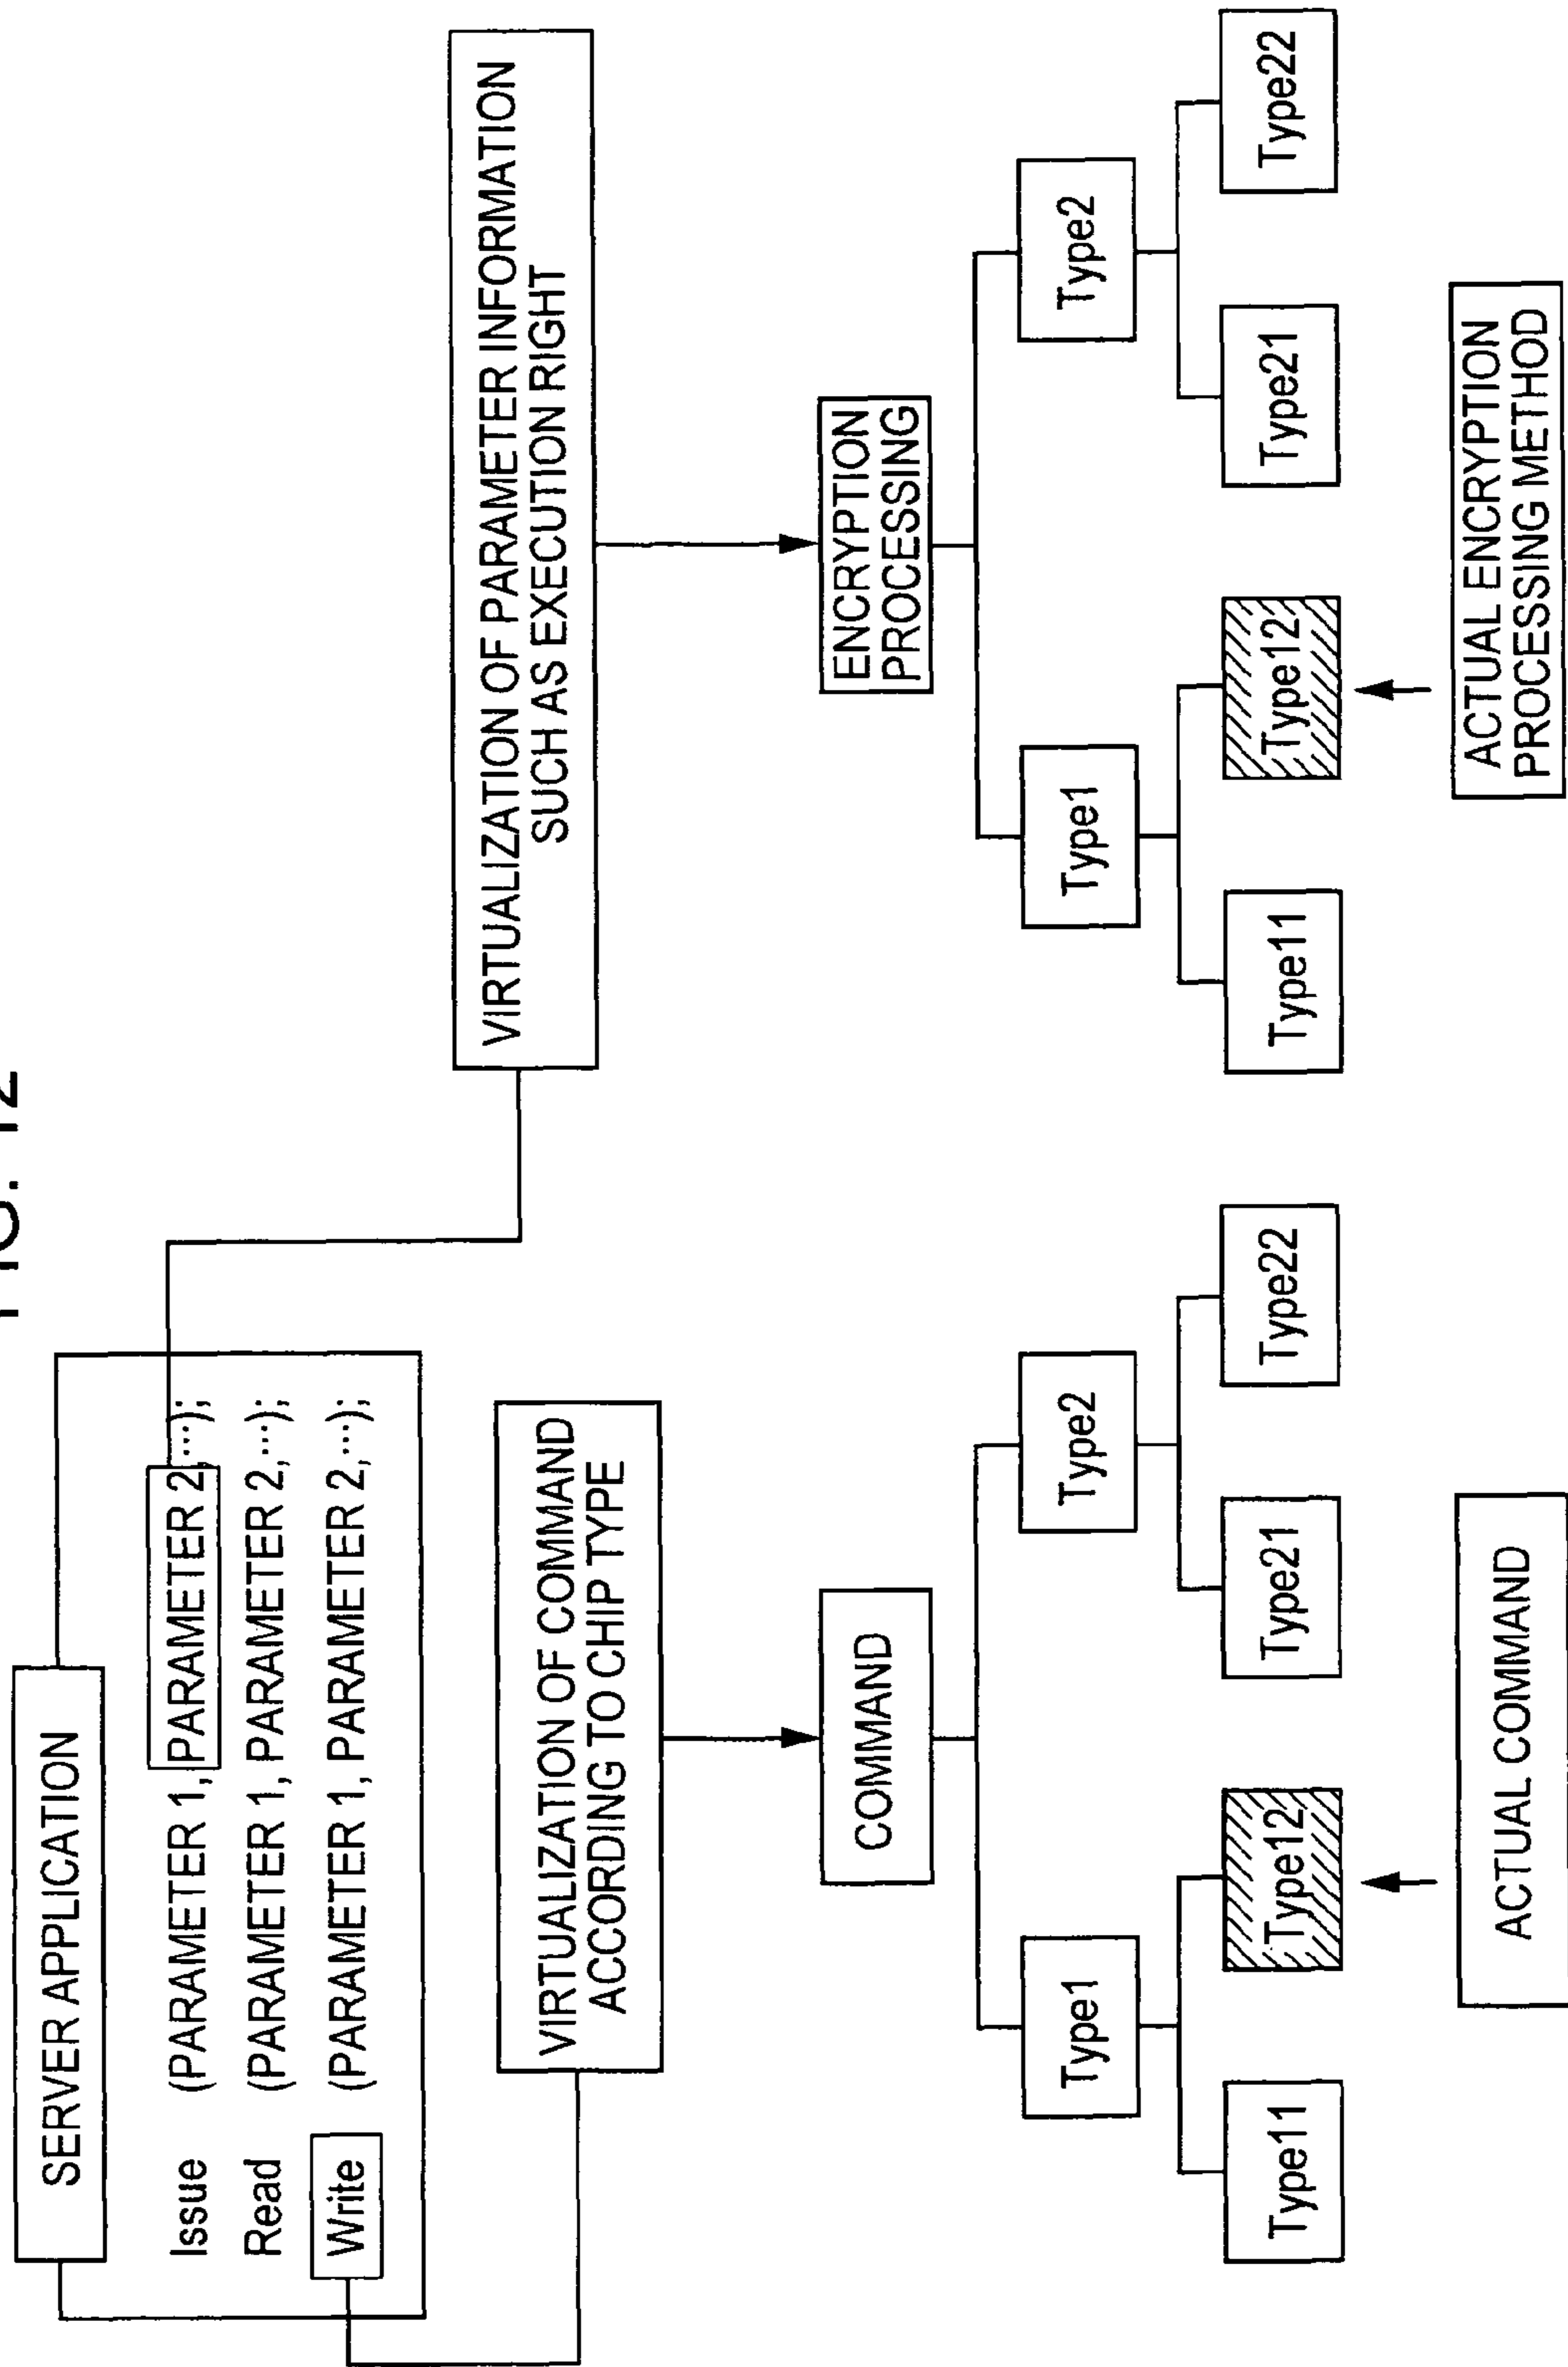 FIG. 12
SERVER APPLICATION
Issue (PARAMETER 1, PARAMETER 2,···);
Read (PARAMETER 1, PARAMETER 2,···);
Write (PARAMETER 1, PARAMETER 2,···);
VIRTUALIZATION OF COMMAND
ACCORDING TO CHIP TYPE
VIRTUALIZATION OF PARAMETER INFORMATION
SUCH AS EXECUTION RIGHT
COMMAND
Type1
Type2
Type11
Type12
Type21
Type22
ACTUAL COMMAND
ENCRYPTION
PROCESSING
Type1
Type2
Type11
Type12
Type21
Type22
ACTUAL ENCRYPTION
PROCESSING METHOD